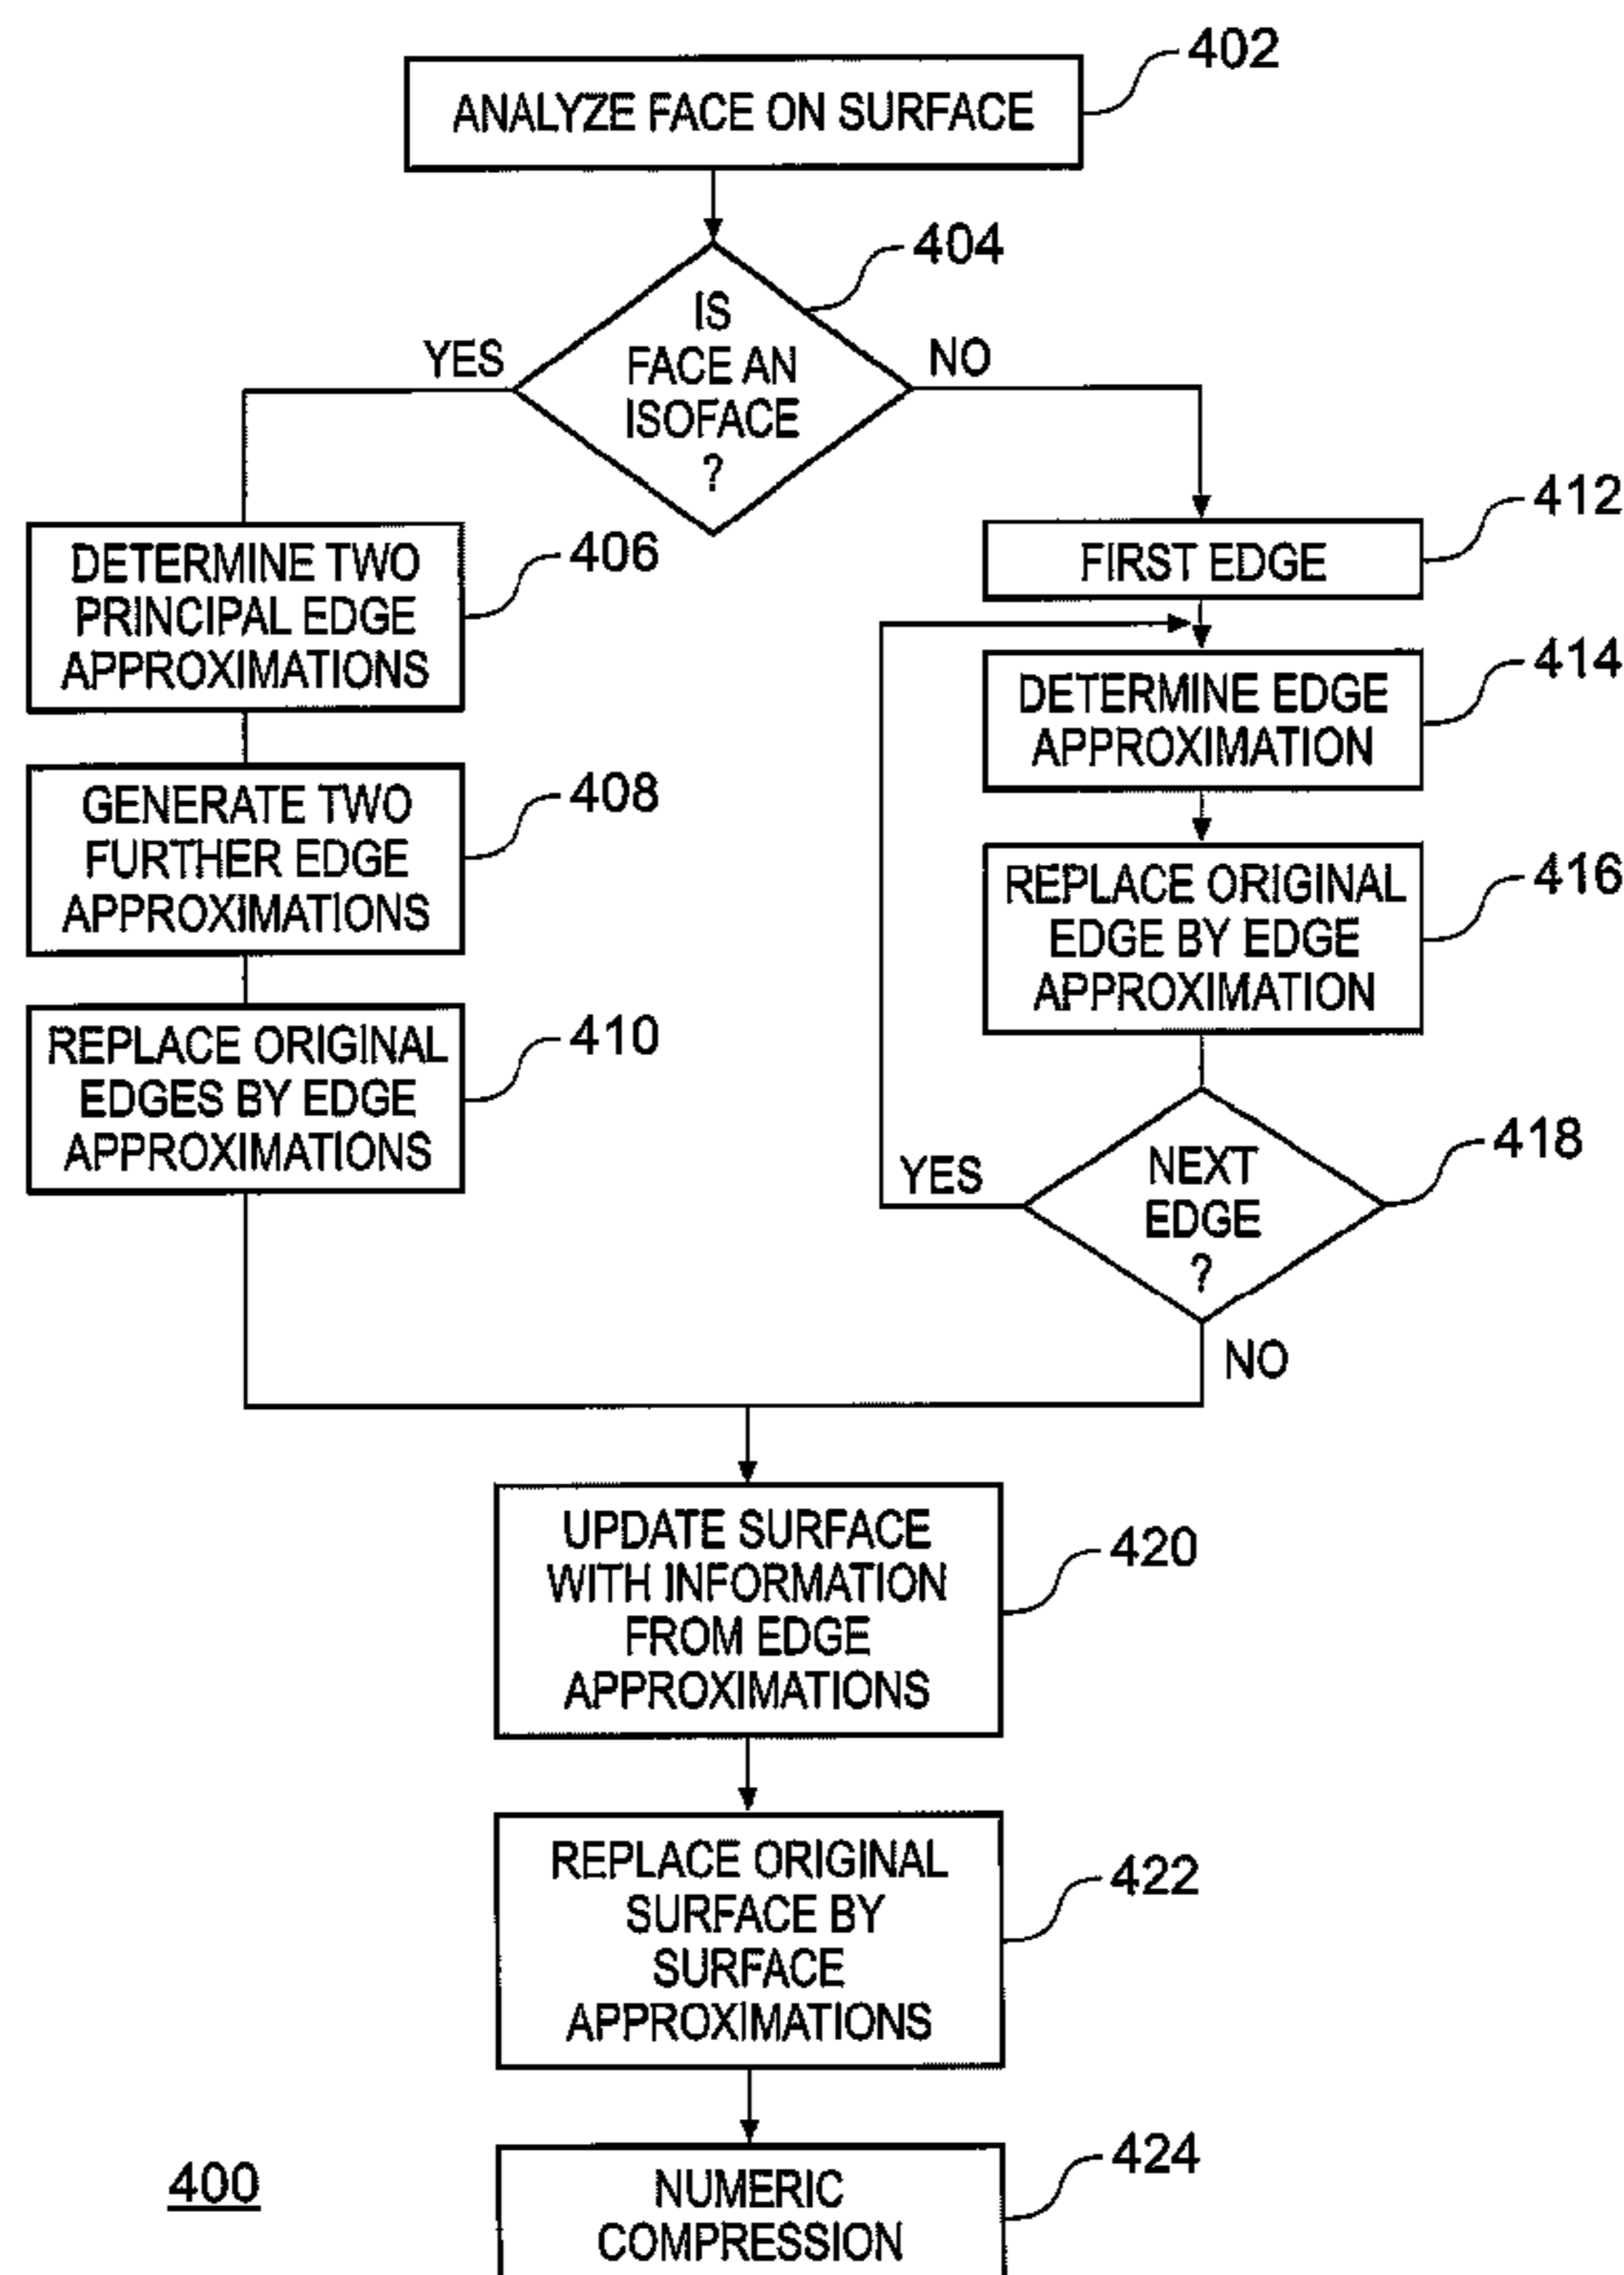 402
ANALYZE FACE ON SURFACE
404
IS
FACE AN
ISOFACE
?
YES
NO
406
DETERMINE TWO
PRINCIPAL EDGE
APPROXIMATIONS
408
GENERATE TWO
FURTHER EDGE
APPROXIMATIONS
410
REPLACE ORIGINAL
EDGES BY EDGE
APPROXIMATIONS
412
FIRST EDGE
414
DETERMINE EDGE
APPROXIMATION
416
REPLACE ORIGINAL
EDGE BY EDGE
APPROXIMATION
418
NEXT
EDGE
?
YES
NO
420
UPDATE SURFACE
WITH INFORMATION
FROM EDGE
APPROXIMATIONS
422
REPLACE ORIGINAL
SURFACE BY
SURFACE
APPROXIMATIONS
424
NUMERIC
COMPRESSION
400